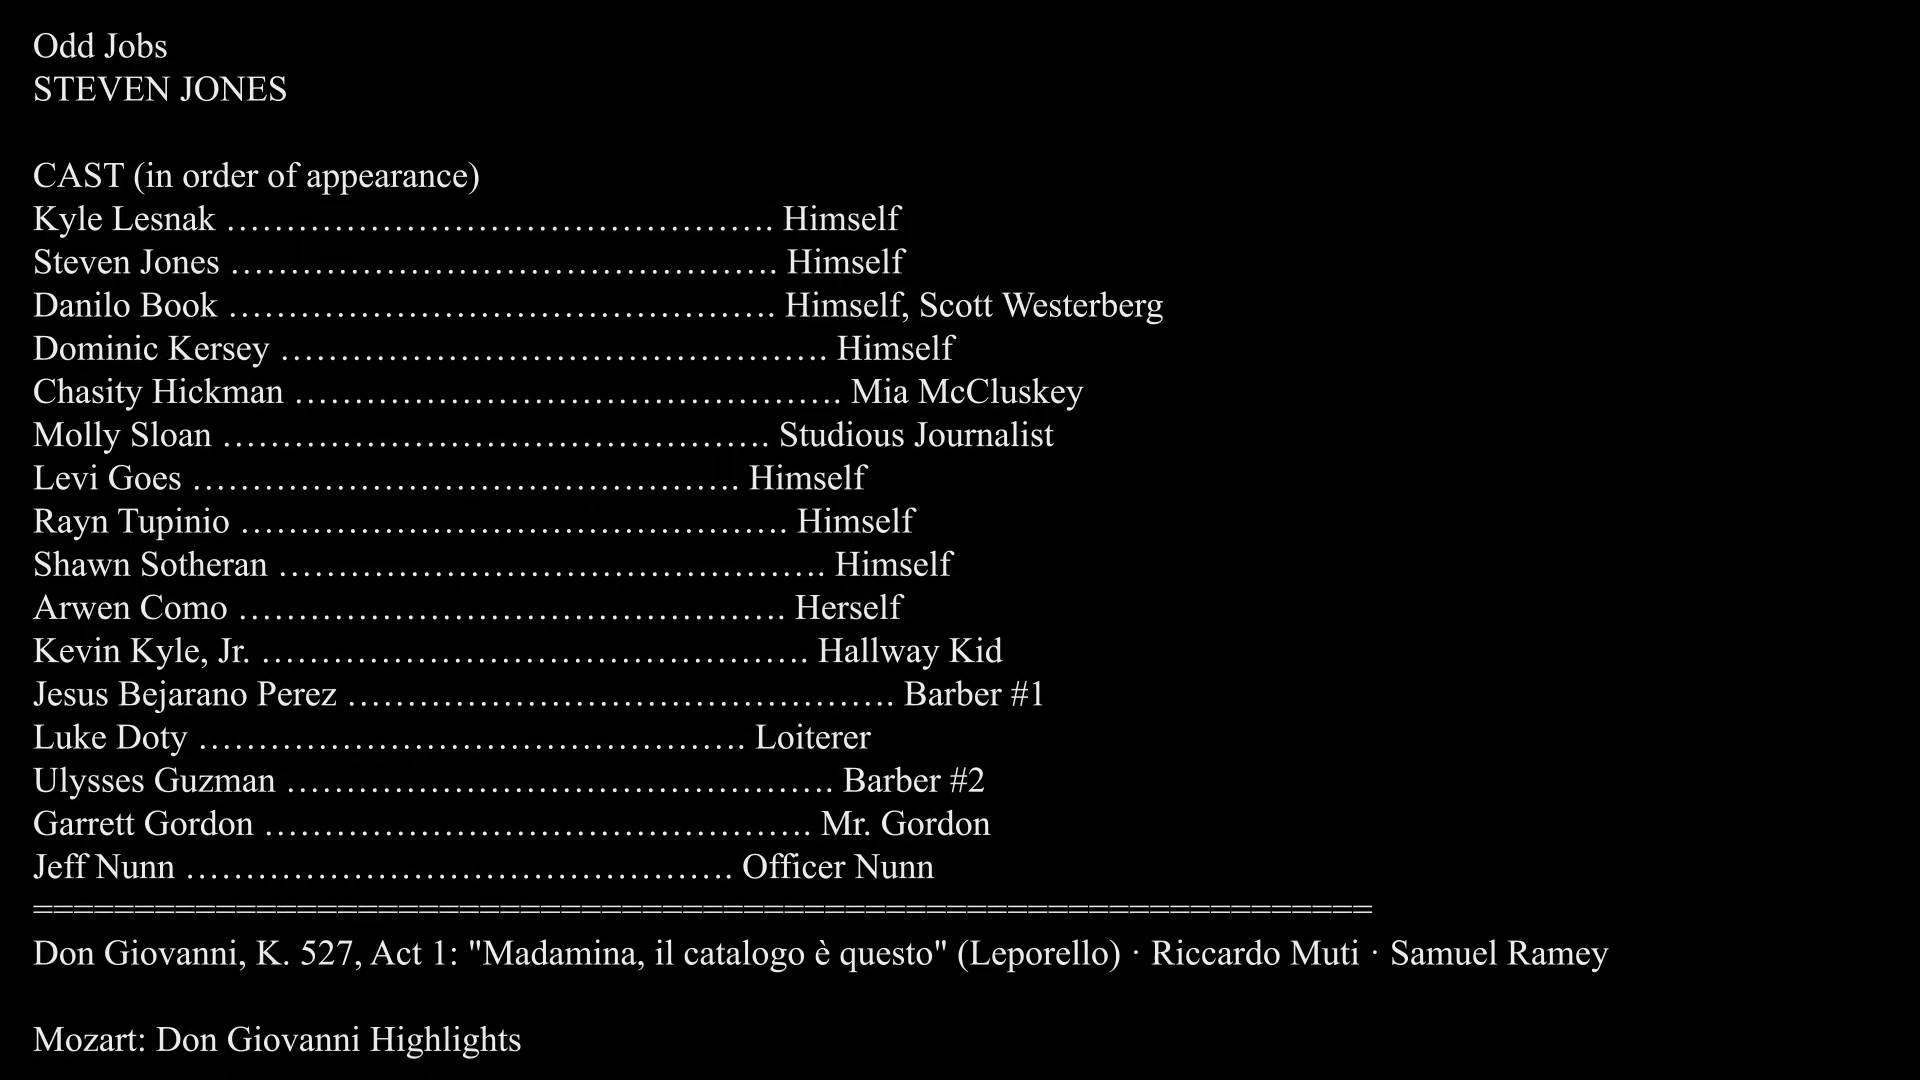 Odd Jobs
STEVEN JONES
CAST (in order of appearance)
Kyle Lesnak ………………………………………. Himself
Steven Jones ………………………………………. Himself
Danilo Book ………………………………………. Himself, Scott Westerberg
Dominic Kersey ………………………………………. Himself
Chasity Hickman ………………………………………. Mia McCluskey
Molly Sloan ………………………………………. Studious Journalist
Levi Goes ………………………………………. Himself
Rayn Tupinio ………………………………………. Himself
Shawn Sotheran ………………………………………. Himself
Arwen Como ………………………………………. Herself
Kevin Kyle, Jr. ………………………………………. Hallway Kid
Jesus Bejarano Perez ………………………………………. Barber #1
Luke Doty ………………………………………. Loiterer
Ulysses Guzman ………………………………………. Barber #2
Garrett Gordon ………………………………………. Mr. Gordon
Jeff Nunn ………………………………………. Officer Nunn
==================================================================
Don Giovanni, K. 527, Act 1: "Madamina, il catalogo è questo" (Leporello) · Riccardo Muti · Samuel Ramey
Mozart: Don Giovanni Highlights